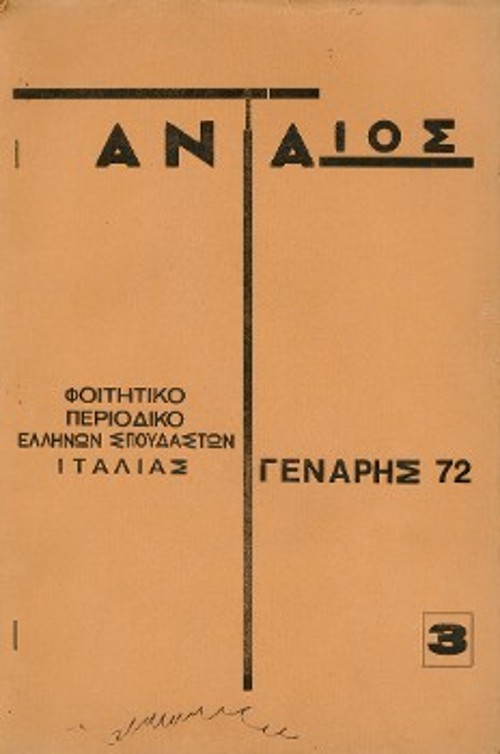 ΑΝΤΑΙΟΣ
ΦΟΙΤΗΤΙΚΟ
ΠΕΡΙΟΔΙΚΟ
ΕΛΛΗΝΩΝ ΣΠΟΥΔΑΣΤΩΝ
ΙΤΑΛΙΑΣ
ΓΕΝΑΡΗΣ 72
3